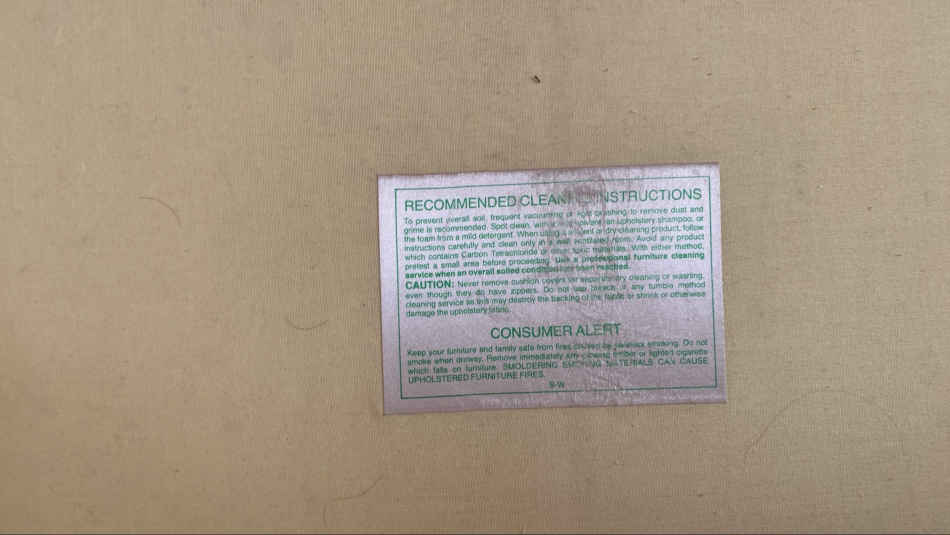 RECOMMENDED CLEANING INSTRUCTIONS
To prevent overall soil, frequent vacuuming or light brushing to remove dust and
grime is recommended. Spot clean, with a mild solvent, an upholstery shampoo, or
the foam from a mild detergent. When using a solvent or dry cleaning product, follow
instructions carefully and clean only in a well ventilated room. Avoid any product
which contains Carbon Tetrachloride or other toxic materials. With either method,
pretest a small area before proceeding. Use a professional furniture cleaning
service when an overall soiled condition has been reached.
CAUTION: Never remove cushion covers for separate dry cleaning or washing,
even though they do have zippers. Do not use bleach. any tumble method
cleaning service as this may destroy the backing of the fabric or shrink or otherwise
damage the upholstery fabric.
CONSUMER ALERT
Keep your furniture and family safe from fires caused by careless smoking. Do not
smoke when drowsy. Remove immediately any glowing ember or lighted cigarette
which falls on furniture. SMOLDERING SMOKING MATERIALS CAN CAUSE
UPHOLSTERED FURNITURE FIRES.
S-W